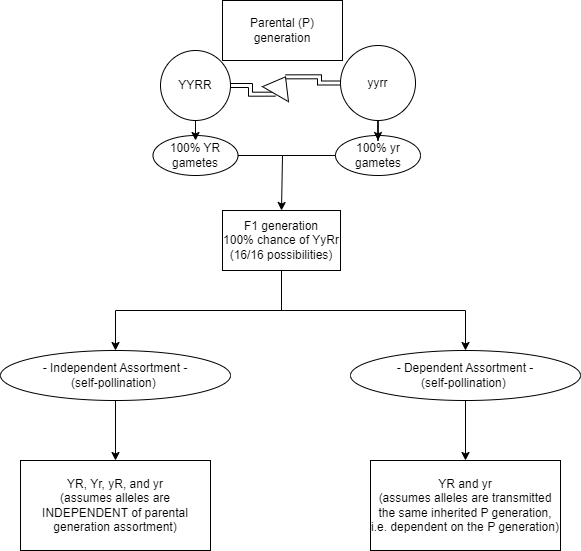 Parental (P)
generation
YYRR
yyrr
100% YR
gametes
100% yr
gametes
F1 generation
100% chance of YyRr
(16/16 possibilities)
- Independent Assortment -
(self-pollination)
- Dependent Assortment -
(self-pollination)
YR, Yr, yR, and yr
(assumes alleles are
INDEPENDENT of parental
generation assortment)
YR and yr
(assumes alleles are transmitted
the same inherited P generation,
i.e. dependent on the P generation)